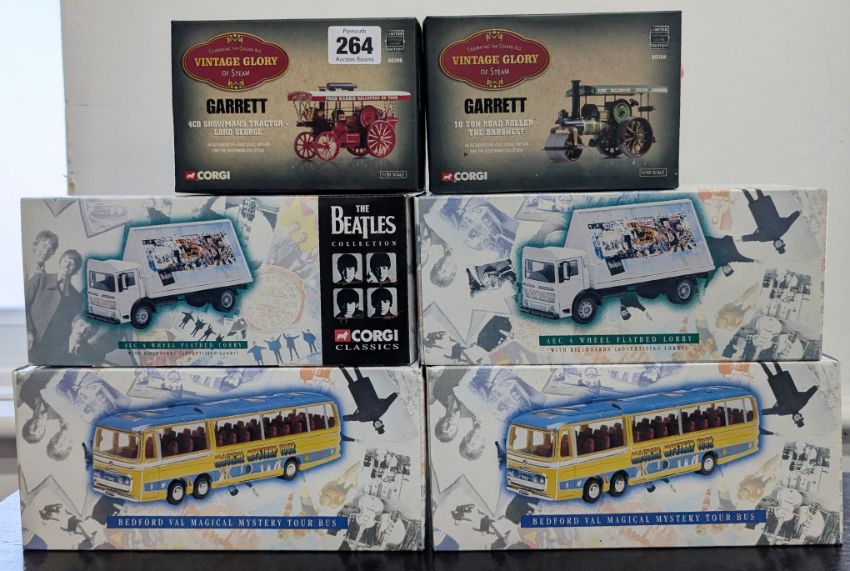 CELEBRATING THE GOLDEN AGE
VINTAGE GLORY
OF STEAM
GARRETT
4CD SHOWMANS TRACTOR -
LORD GEORGE
Plymouth
264
Auction Rooms
LIMITED
EDITION
CORGI
1:50 SCALE
CELEBRATING THE GOLDEN AGE
VINTAGE GLORY
OF STEAM
GARRETT
10 TON ROAD ROLLER -
THE BARONESS
LIMITED
EDITION
CORGI
1:50 SCALE
THE
BEATLES
COLLECTION
CORGI
CLASSICS
AEC 4 WHEEL FLATBED LORRY
WITH BILLBOARDS (ADVERTISING LORRY)
AEC 4 WHEEL FLATBED LORRY
WITH BILLBOARDS (ADVERTISING LORRY)
MAGICAL MYSTERY TOUR
BEDFORD VAL MAGICAL MYSTERY TOUR BUS
MAGICAL MYSTERY TOUR
BEDFORD VAL MAGICAL MYSTERY TOUR BUS